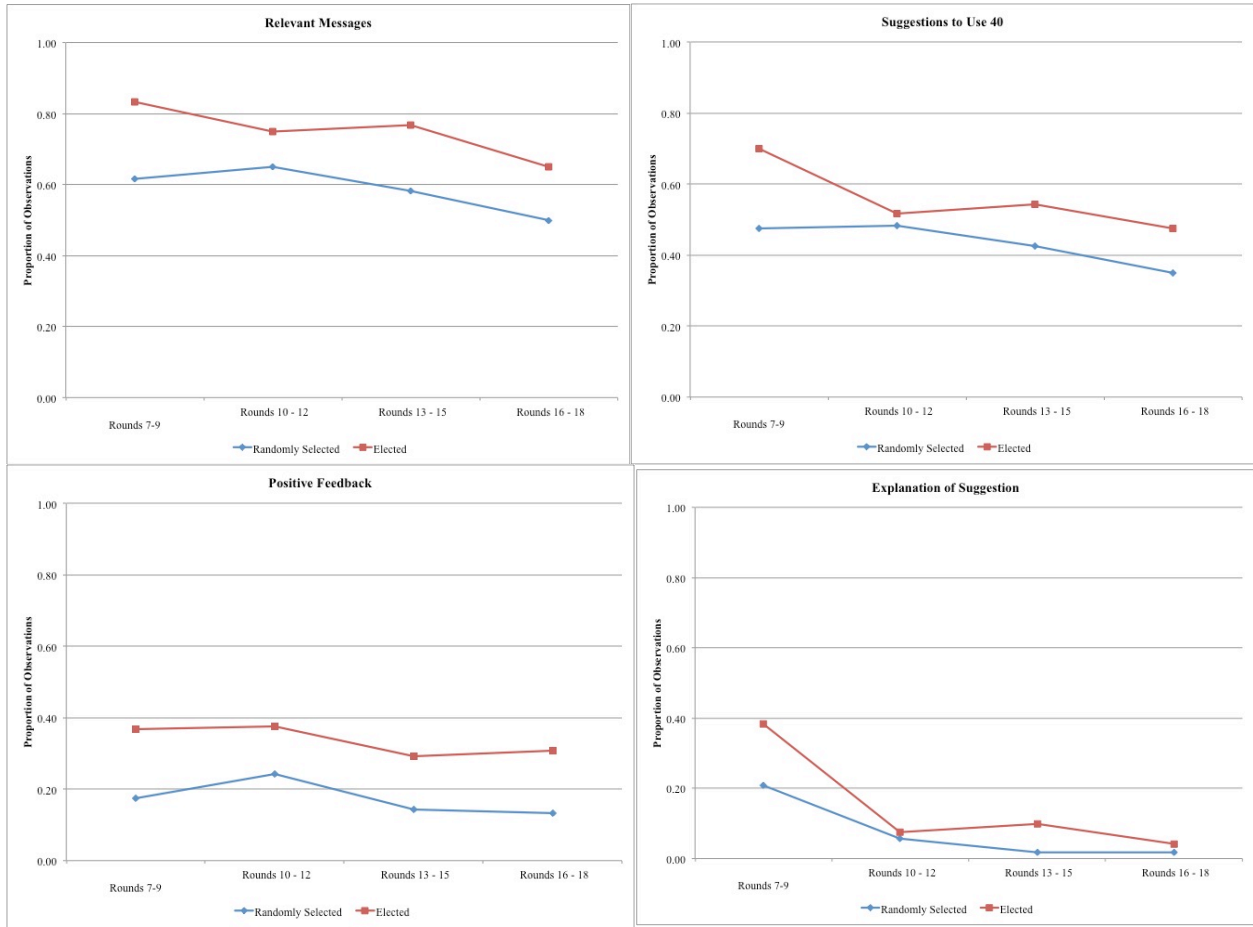 Relevant Messages
1.00
0.80
0.60
0.40
0.20
0.00
Proportion of Observations
Rounds 7-9
Rounds 10 - 12
Rounds 13 - 15
Rounds 16 - 18
Randomly Selected
Elected
Suggestions to Use 40
1.00
0.80
0.60
0.40
0.20
0.00
Proportion of Observations
Rounds 7-9
Rounds 10 - 12
Rounds 13 - 15
Rounds 16 - 18
Randomly Selected
Elected
Positive Feedback
1.00
0.80
0.60
0.40
0.20
0.00
Proportion of Observations
Rounds 7-9
Rounds 10 - 12
Rounds 13 - 15
Rounds 16 - 18
Randomly Selected
Elected
Explanation of Suggestion
1.00
0.80
0.60
0.40
0.20
0.00
Proportion of Observations
Rounds 7-9
Rounds 10 - 12
Rounds 13 - 15
Rounds 16 - 18
Randomly Selected
Elected